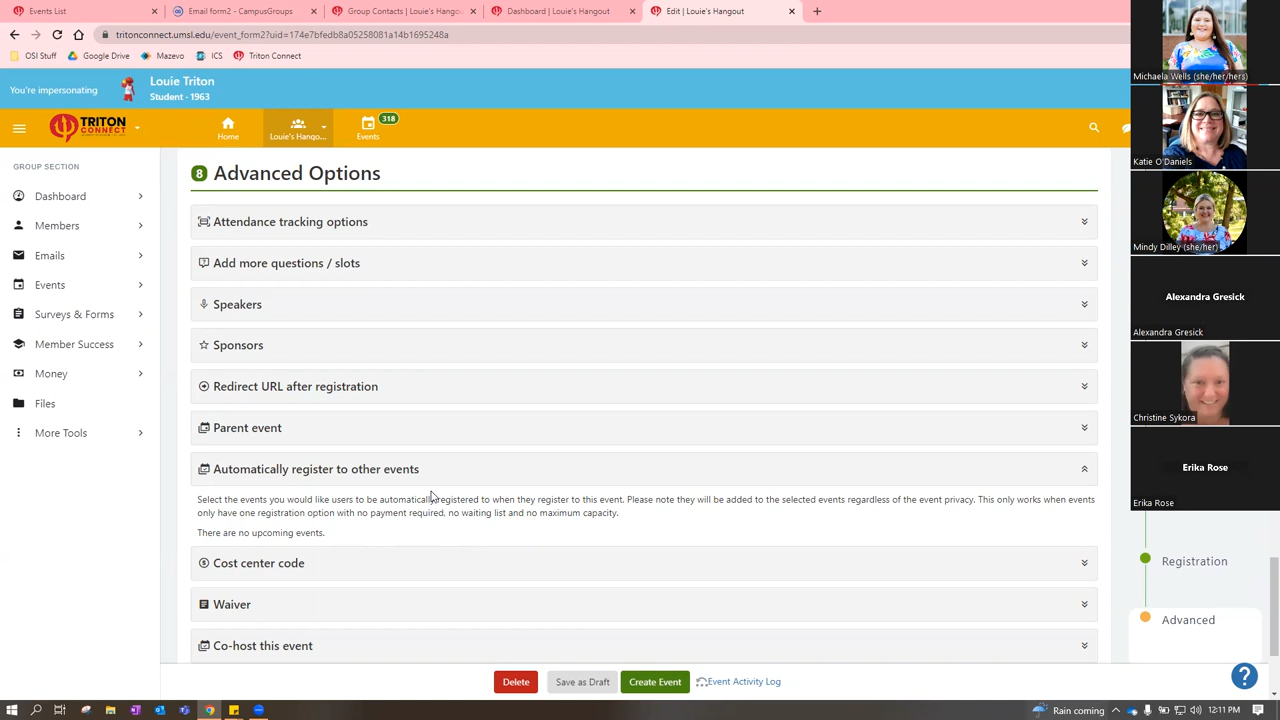 Events List
Email form2 - CampusGroups
Group Contacts | Louie's Hangou
Dashboard | Louie's Hangout
Edit | Louie's Hangout
tritonconnect.umsl.edu/event_form2?uid=174e7bfedb8a05258081a14b1695248a
OSI Stuff
Google Drive
Mazevo
ICS
Triton Connect
You're impersonating
Louie Triton
Student - 1963
TRITON
CONNECT
Home
Louie's Hango...
Events
318
GROUP SECTION
Dashboard
Members
Emails
Events
Surveys & Forms
Member Success
Money
Files
More Tools
8 Advanced Options
Attendance tracking options
Add more questions / slots
Speakers
Sponsors
Redirect URL after registration
Parent event
Automatically register to other events
Select the events you would like users to be automatically registered to when they register to this event. Please note they will be added to the selected events regardless of the event privacy. This only works when events
only have one registration option with no payment required, no waiting list and no maximum capacity.
There are no upcoming events.
Cost center code
Waiver
Co-host this event
Delete
Save as Draft
Create Event
Event Activity Log
Michaela Wells (she/her/hers)
Katie O'Daniels
Mindy Dilley (she/her)
Alexandra Gresick
Alexandra Gresick
Christine Sykora
Erika Rose
Erika Rose
Registration
Advanced
?
Rain coming
12:11 PM